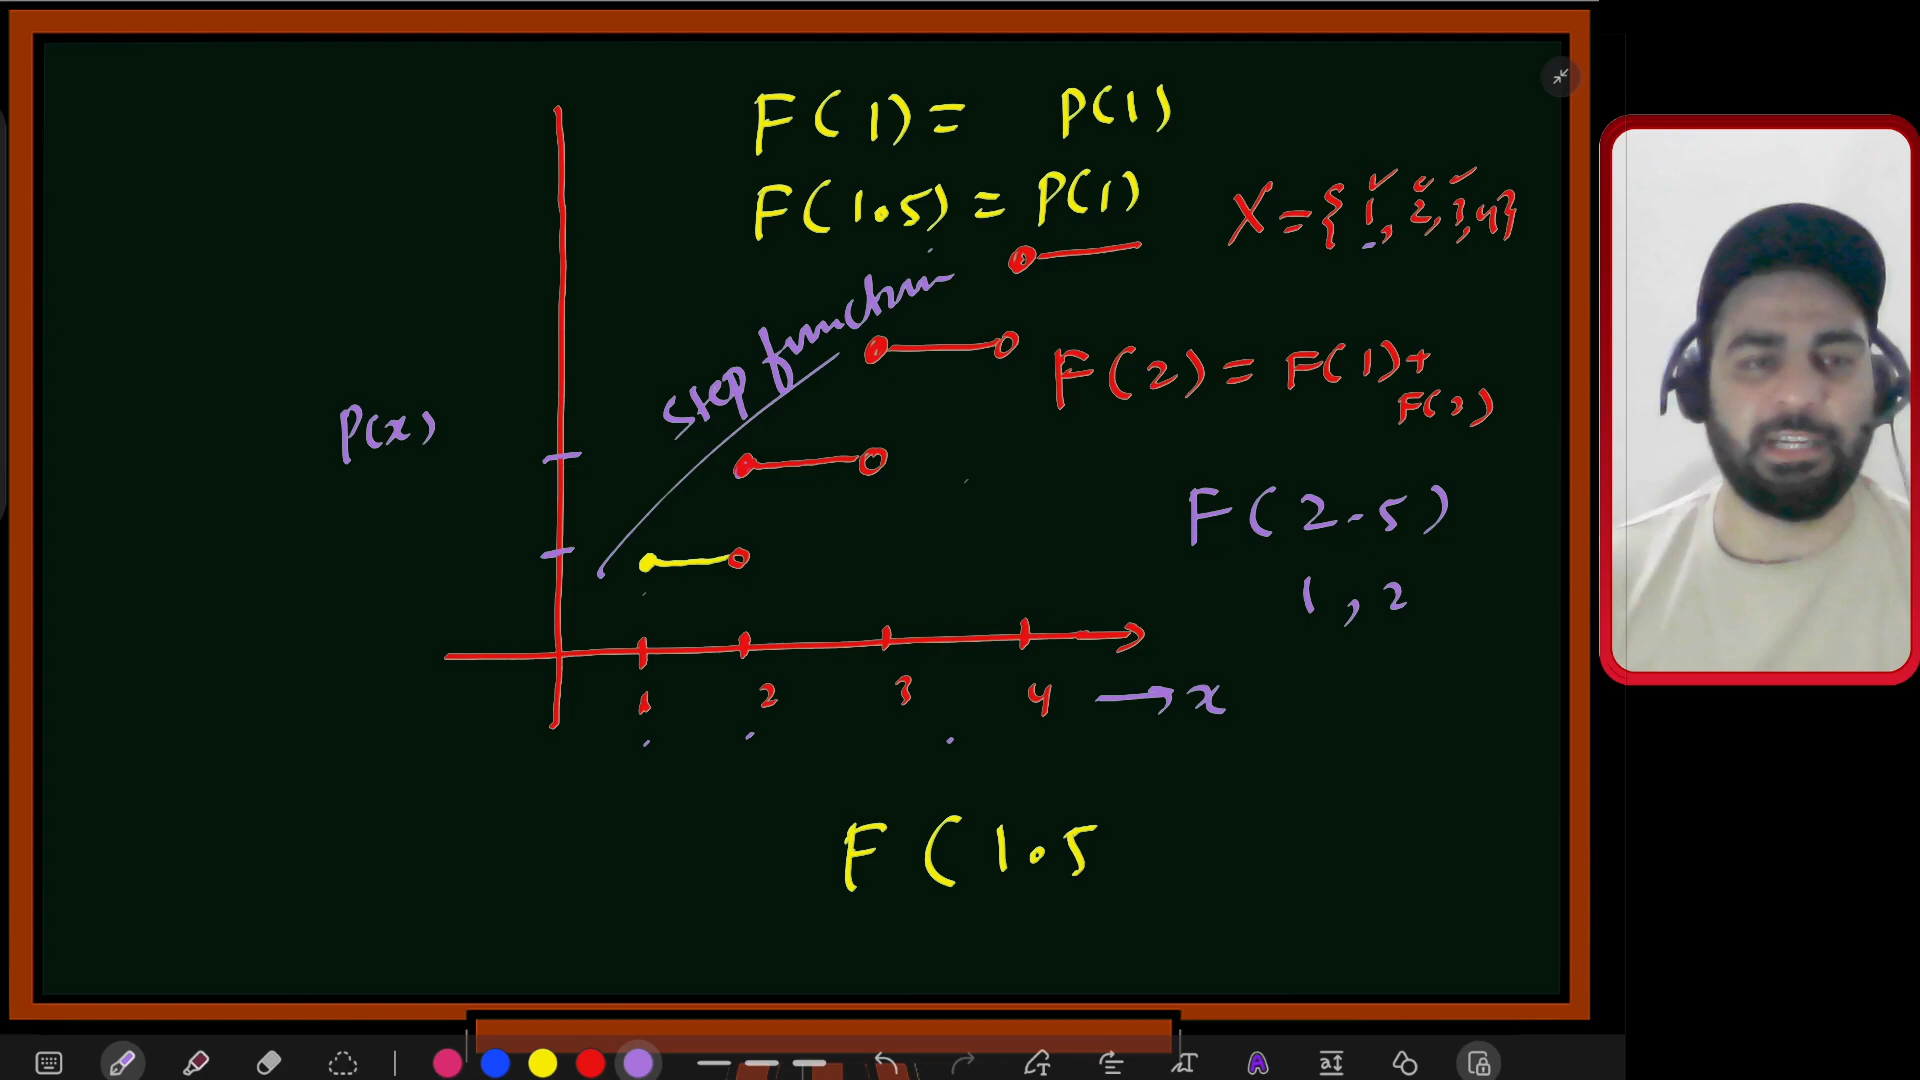 F(1) = P(1)
F(1.5) = P(1)
X = {1, 2, 3, 4}
step function
F(2) = F(1) +
F(2)
P(x)
F(2.5)
1, 2
1 2 3 4 → x
F(1.5